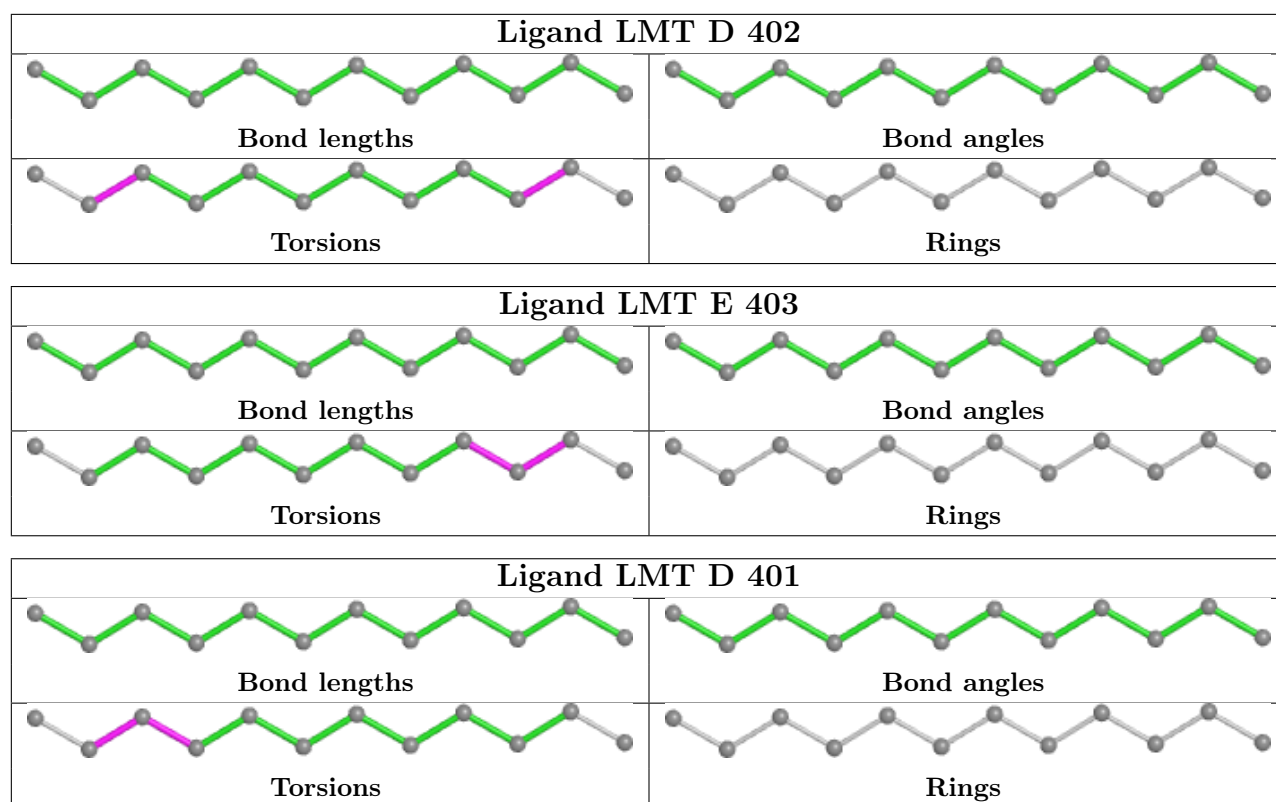 Ligand LMT D 402
Bond lengths Bond angles
Torsions Rings
Ligand LMT E 403
Bond lengths Bond angles
Torsions Rings
Ligand LMT D 401
Bond lengths Bond angles
Torsions Rings